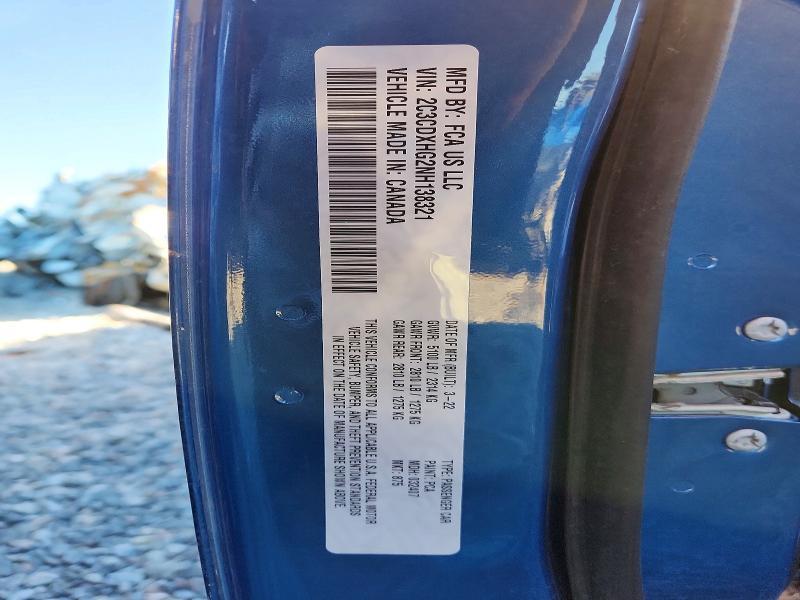 MFD BY: FCA US LLC
VIN: 2C3CDXHG2NH138321
VEHICLE MADE IN: CANADA
DATE OF MFR (BUILT): 3-22
GVWR: 5100 LB / 2314 KG
GAWR FRONT: 2810 LB / 1275 KG
GAWR REAR: 2810 LB / 1275 KG
TYPE: PASSENGER CAR
PAINT: PCA
MDH: 032407
MKT: 875
THIS VEHICLE CONFORMS TO ALL APPLICABLE U.S.A. FEDERAL MOTOR
VEHICLE SAFETY, BUMPER, AND THEFT PREVENTION STANDARDS
IN EFFECT ON THE DATE OF MANUFACTURE SHOWN ABOVE.